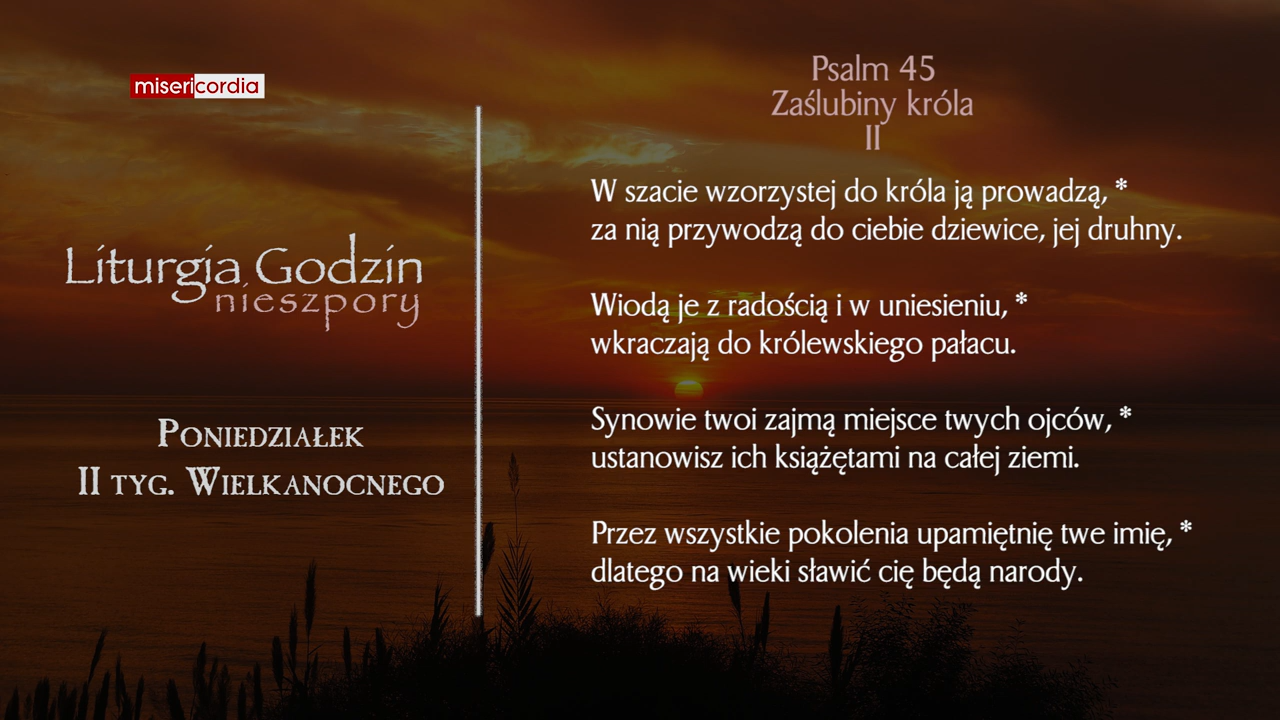 misericordia
Liturgia Godzin
nieszpory
Poniedziałek
II tyg. Wielkanocnego
Psalm 45
Zaślubiny króla
II
W szacie wzorzystej do króla ją prowadzą, *
za nią przywodzą do ciebie dziewice, jej druhny.
Wiodą je z radością i w uniesieniu, *
wkraczają do królewskiego pałacu.
Synowie twoi zajmą miejsce twych ojców, *
ustanowisz ich książętami na całej ziemi.
Przez wszystkie pokolenia upamiętnię twe imię, *
dlatego na wieki sławić cię będą narody.